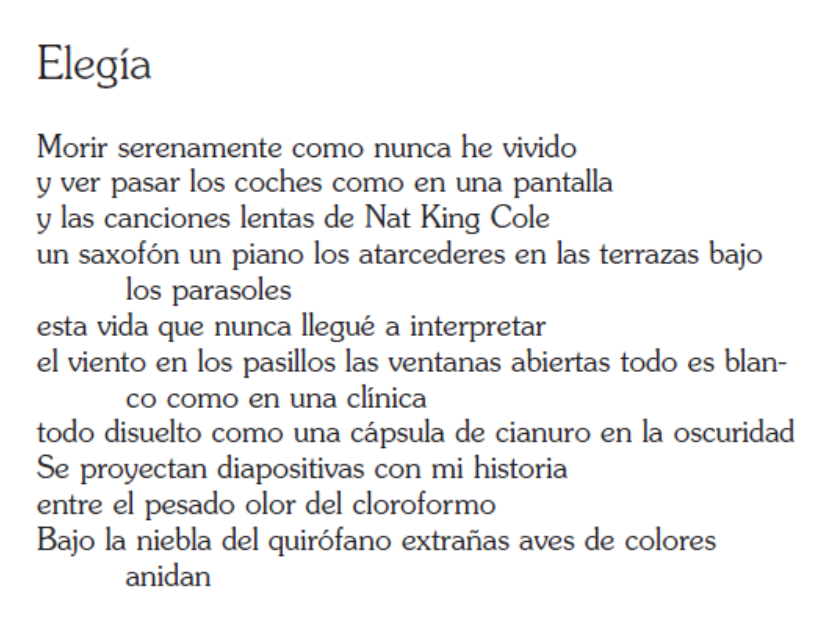 Elegía
Morir serenamente como nunca he vivido
y ver pasar los coches como en una pantalla
y las canciones lentas de Nat King Cole
un saxofón un piano los atarcederes en las terrazas bajo
los parasoles
esta vida que nunca llegué a interpretar
el viento en los pasillos las ventanas abiertas todo es blan-
co como en una clínica
todo disuelto como una cápsula de cianuro en la oscuridad
Se proyectan diapositivas con mi historia
entre el pesado olor del cloroformo
Bajo la niebla del quirófano extrañas aves de colores
anidan